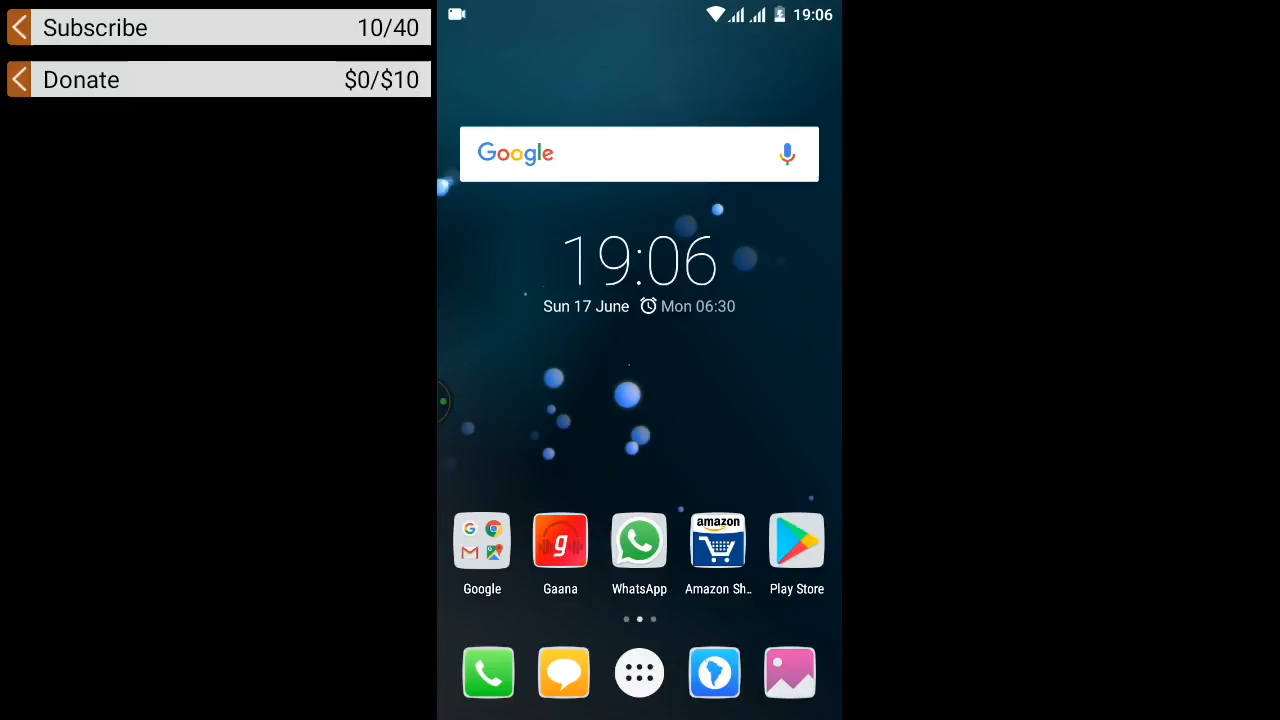 Subscribe 10/40
Donate $0/$10
19:06
Google
19:06
Sun 17 June Mon 06:30
amazon
Google Gaana WhatsApp Amazon Sh.. Play Store